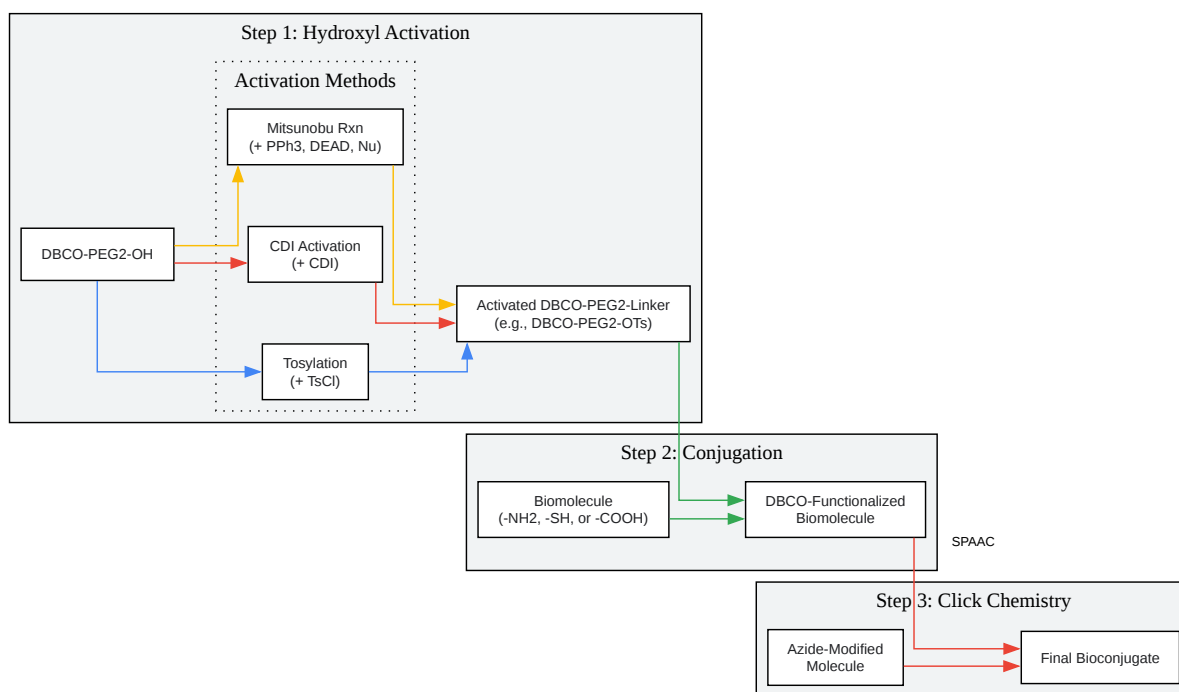 Step 1: Hydroxyl Activation
Activation Methods
Mitsunobu Rxn
(+ PPh3, DEAD, Nu)
DBCO-PEG2-OH
CDI Activation
(+ CDI)
Activated DBCO-PEG2-Linker
(e.g., DBCO-PEG2-OTs)
Tosylation
(+ TsCl)
Step 2: Conjugation
Biomolecule
(-NH2, -SH, or -COOH)
DBCO-Functionalized
Biomolecule
SPAAC
Step 3: Click Chemistry
Azide-Modified
Molecule
Final Bioconjugate